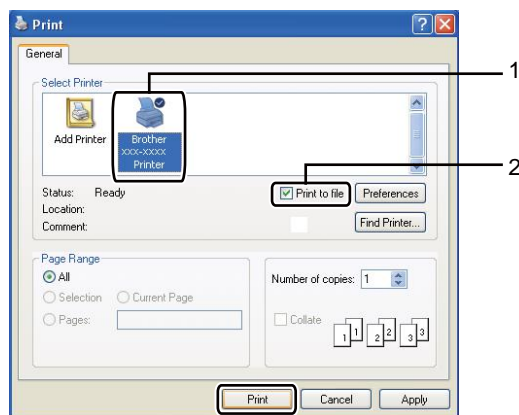 Print
General
Select Printer
1
Add Printer
Brother
xxx-xxxx
Printer
2
Status: Ready
Print to file
Preferences
Location:
Comment:
Find Printer...
Page Range
All
Selection
Current Page
Pages:
Number of copies: 1
Collate
1 1 2 2 3 3
Print
Cancel
Apply